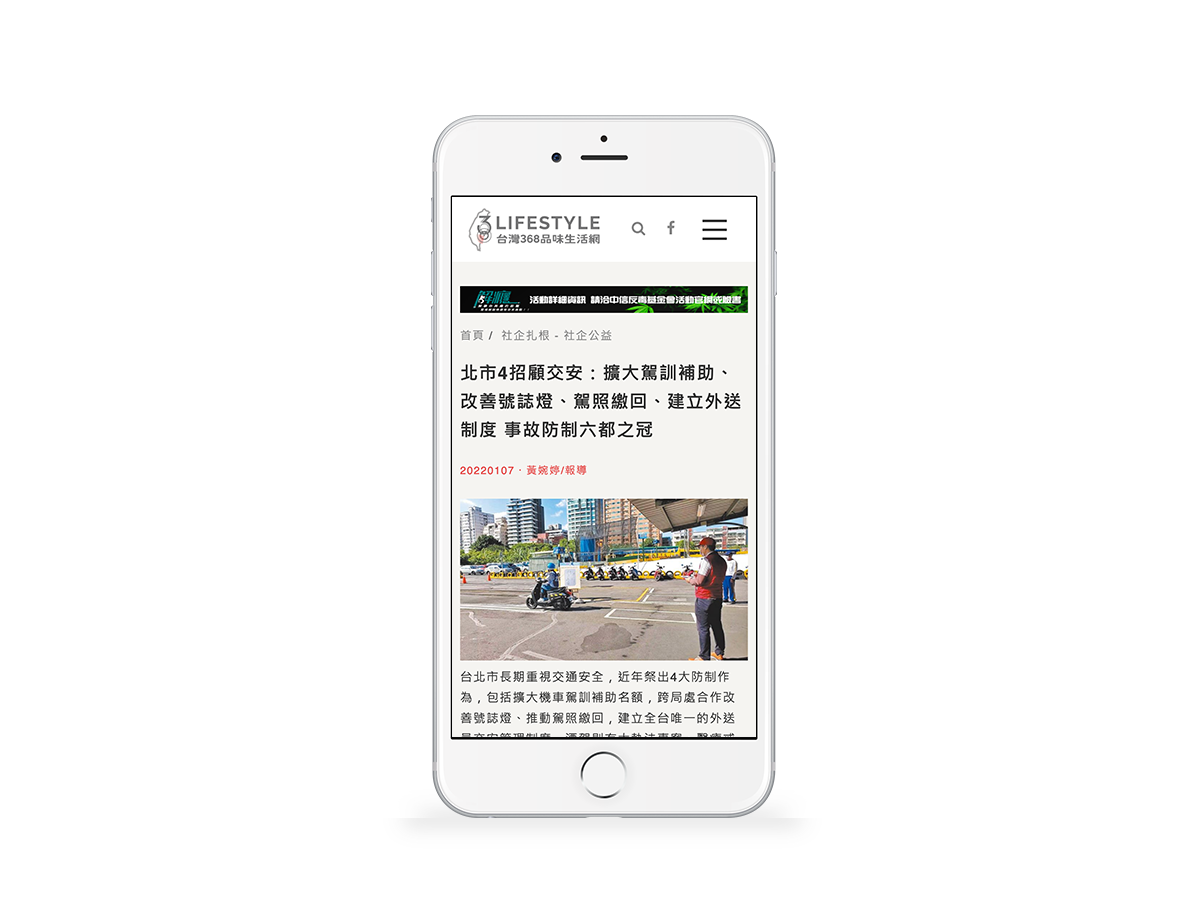 368
LIFESTYLE
台灣368品味生活網
活動詳細資訊 請洽中信反毒基金會活動官網或臉書
首頁 / 社企扎根 - 社企公益
北市4招顧交安：擴大駕訓補助、
改善號誌燈、駕照繳回、建立外送
制度 事故防制六都之冠
20220107．黃婉婷/報導
台北市長期重視交通安全，近年祭出4大防制作
為，包括擴大機車駕訓補助名額，跨局處合作改
善號誌燈、推動駕照繳回，建立全台唯一的外送